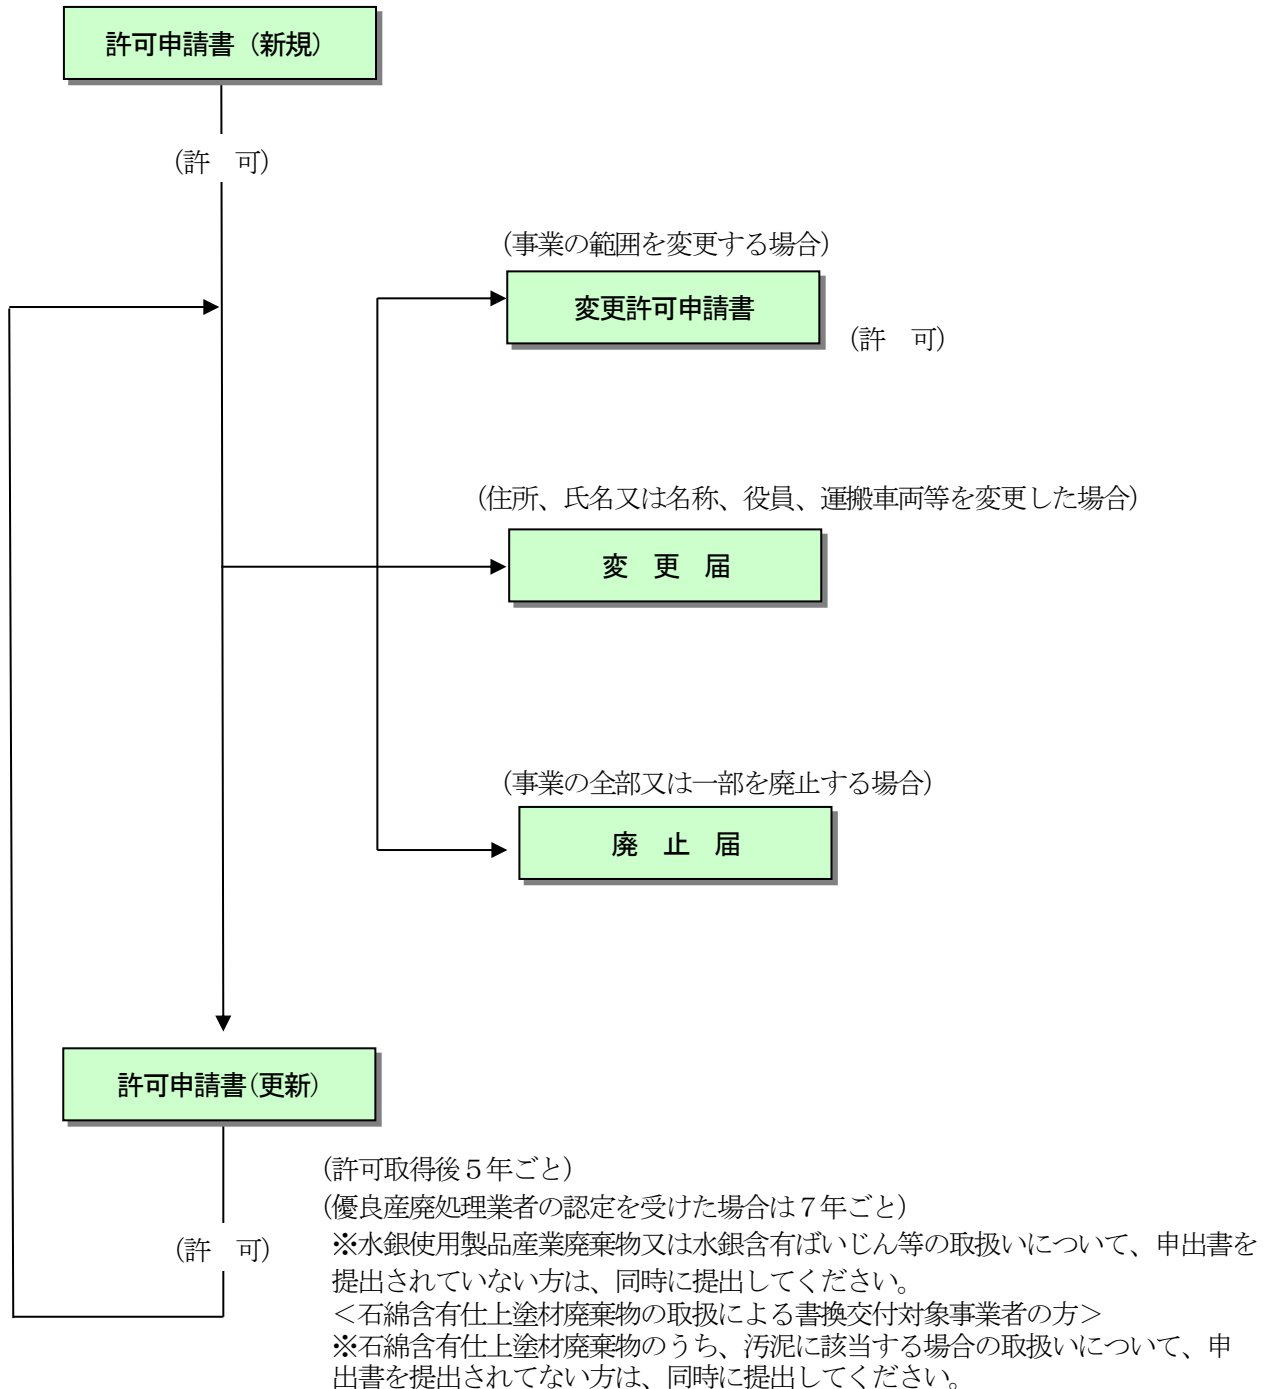 許可申請書（新規）
（許　可）
（事業の範囲を変更する場合）
変更許可申請書
（許　可）
（住所、氏名又は名称、役員、運搬車両等を変更した場合）
変　更　届
（事業の全部又は一部を廃止する場合）
廃　止　届
許可申請書（更新）
（許可取得後５年ごと）
（優良産廃処理業者の認定を受けた場合は７年ごと）
（許　可）
※水銀使用製品産業廃棄物又は水銀含有ばいじん等の取扱いについて、申出書を
提出されていない方は、同時に提出してください。
＜石綿含有仕上塗材廃棄物の取扱による書換交付対象事業者の方＞
※石綿含有仕上塗材廃棄物のうち、汚泥に該当する場合の取扱いについて、申
出書を提出されてない方は、同時に提出してください。